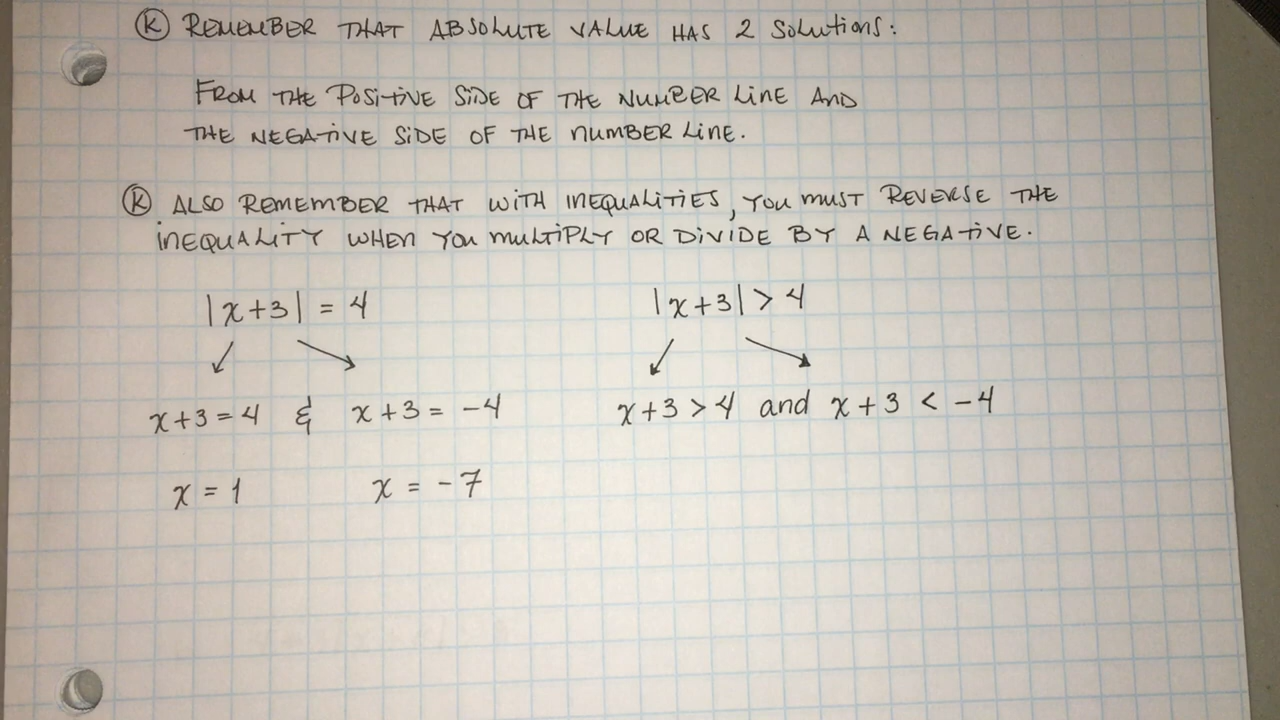 Ⓚ REMEMBER THAT ABSOLUTE VALUE HAS 2 SOLUTIONS:
FROM THE POSITIVE SIDE OF THE NUMBER LINE AND
THE NEGATIVE SIDE OF THE NUMBER LINE.
Ⓚ ALSO REMEMBER THAT WITH INEQUALITIES, YOU MUST REVERSE THE
INEQUALITY WHEN YOU MULTIPLY OR DIVIDE BY A NEGATIVE.
|x+3| = 4
x+3 = 4 & x+3 = -4
x = 1 x = -7
|x+3| > 4
x+3 > 4 and x+3 < -4